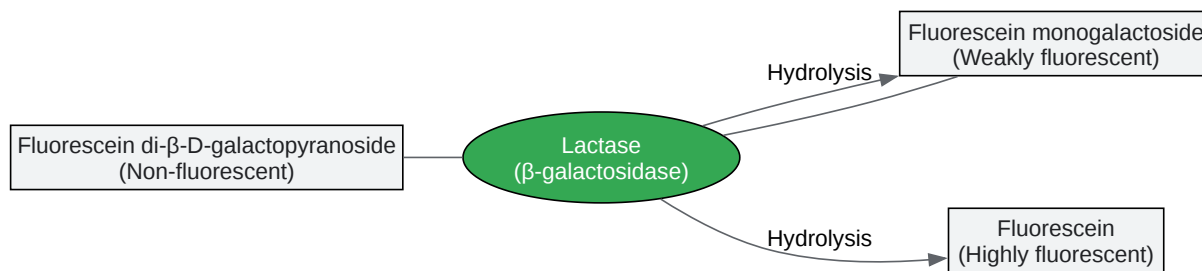 Fluorescein di-β-D-galactopyranoside
(Non-fluorescent)
Lactase
(β-galactosidase)
Hydrolysis
Fluorescein monogalactoside
(Weakly fluorescent)
Hydrolysis
Fluorescein
(Highly fluorescent)